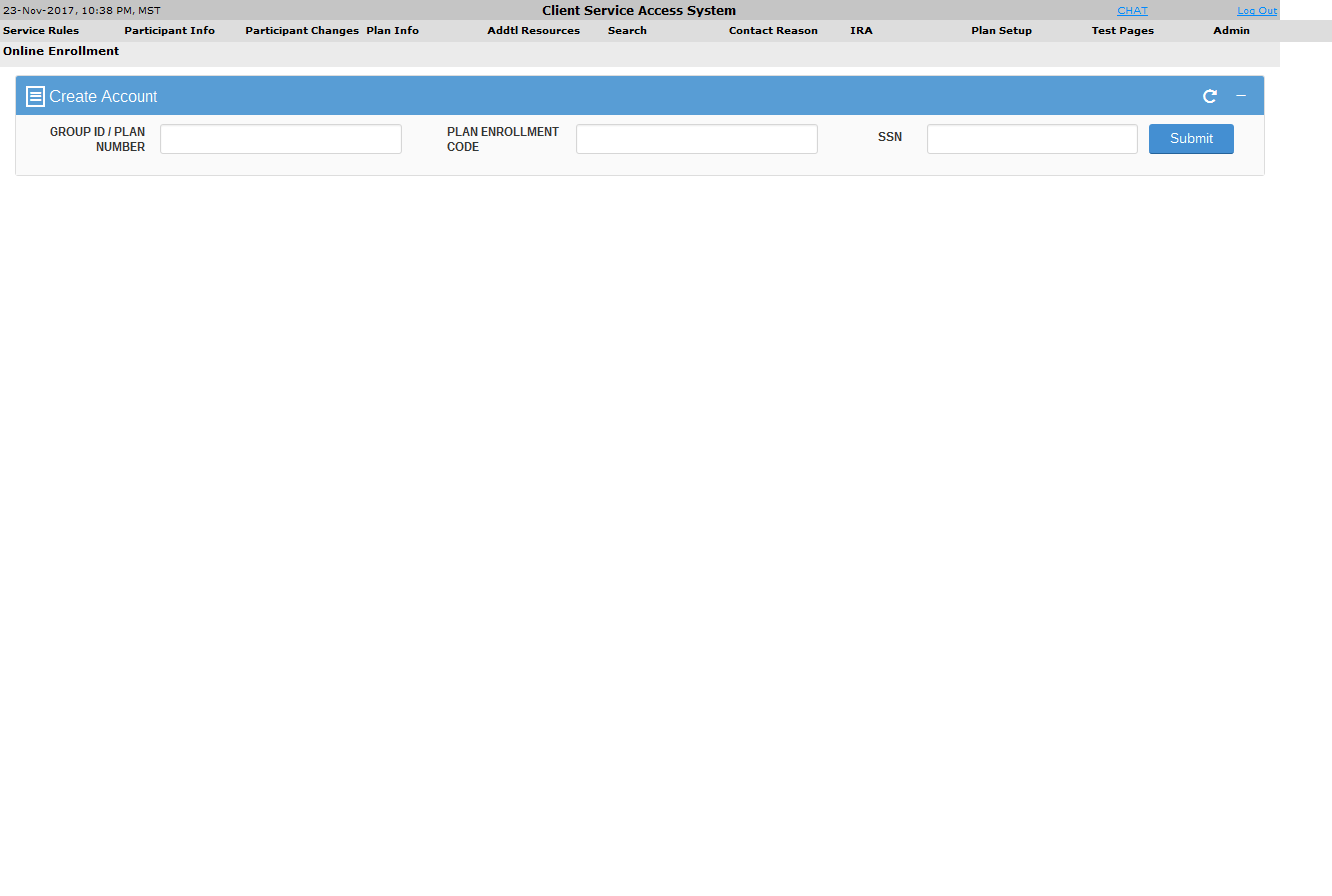 23-Nov-2017, 10:38 PM, MST Client Service Access System CHAT Log Out
Service Rules Participant Info Participant Changes Plan Info Addtl Resources Search Contact Reason IRA Plan Setup Test Pages Admin
Online Enrollment
Create Account
GROUP ID / PLAN NUMBER
PLAN ENROLLMENT CODE
SSN
Submit